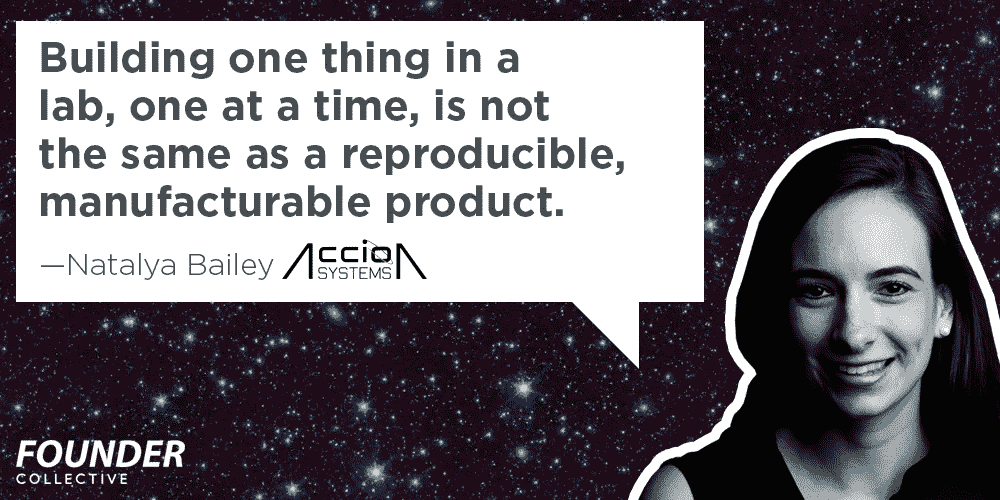 Building one thing in a
lab, one at a time, is not
the same as a reproducible,
manufacturable product.
—Natalya Bailey Accion SYSTEMS
FOUNDER
COLLECTIVE